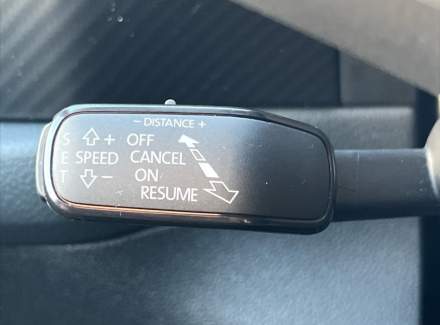 - DISTANCE +
S + OFF
E SPEED CANCEL
T - ON
RESUME